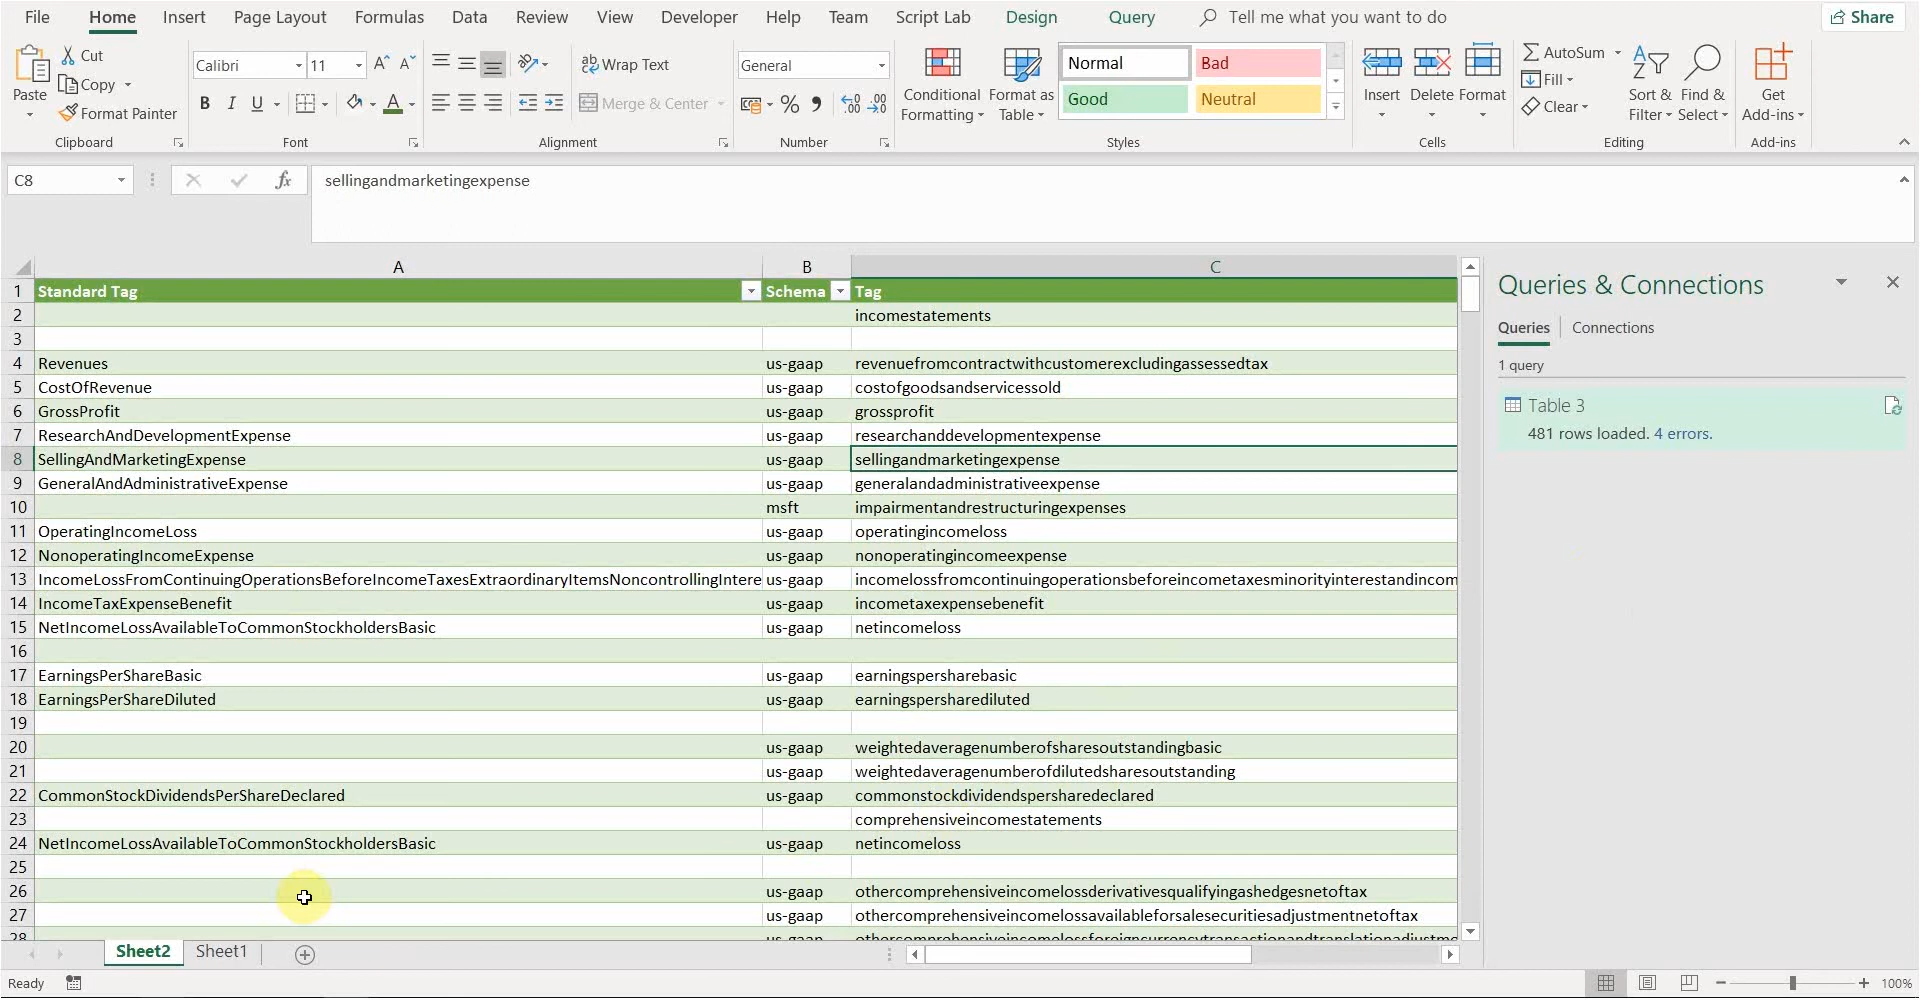 File Home Insert Page Layout Formulas Data Review View Developer Help Team Script Lab Design Query Tell me what you want to do Share
Paste
Cut
Copy
Format Painter
Clipboard
Calibri 11
B I U
Font
Wrap Text
Merge & Center
Alignment
General
Number
Conditional Formatting
Format as Table
Normal Bad
Good Neutral
Styles
Insert Delete Format
Cells
AutoSum
Fill
Clear
Sort & Filter
Find & Select
Editing
Get Add-ins
Add-ins
C8 fx sellingandmarketingexpense
A B C
1 Standard Tag Schema Tag
2 incomestatements
3
4 Revenues us-gaap revenuefromcontractwithcustomerexcludingassessedtax
5 CostOfRevenue us-gaap costofgoodsandservicessold
6 GrossProfit us-gaap grossprofit
7 ResearchAndDevelopmentExpense us-gaap researchanddevelopmentexpense
8 SellingAndMarketingExpense us-gaap sellingandmarketingexpense
9 GeneralAndAdministrativeExpense us-gaap generalandadministrativeexpense
10 msft impairmentandrestructuringexpenses
11 OperatingIncomeLoss us-gaap operatingincomeloss
12 NonoperatingIncomeExpense us-gaap nonoperatingincomeexpense
13 IncomeLossFromContinuingOperationsBeforeIncomeTaxesExtraordinaryItemsNoncontrollingIntere us-gaap incomelossfromcontinuingoperationsbeforeincometaxesminorityinterestandincom
14 IncomeTaxExpenseBenefit us-gaap incometaxexpensebenefit
15 NetIncomeLossAvailableToCommonStockholdersBasic us-gaap netincomeloss
16
17 EarningsPerShareBasic us-gaap earningspersharebasic
18 EarningsPerShareDiluted us-gaap earningspersharediluted
19
20 us-gaap weightedaveragenumberofsharesoutstandingbasic
21 us-gaap weightedaveragenumberofdilutedsharesoutstanding
22 CommonStockDividendsPerShareDeclared us-gaap commonstockdividendspersharedeclared
23 comprehensiveincomestatements
24 NetIncomeLossAvailableToCommonStockholdersBasic us-gaap netincomeloss
25
26 us-gaap othercomprehensiveincomelossderivativesqualifyingashedgesnetoftax
27 us-gaap othercomprehensiveincomelossavailableforsalesecuritiesadjustmentnetoftax
28 us-gaap othercomprehensiveincomelossforeigncurrencytransactionandtranslationadjustme
Queries & Connections
Queries Connections
1 query
Table 3
481 rows loaded. 4 errors.
Sheet2 Sheet1
Ready 100%